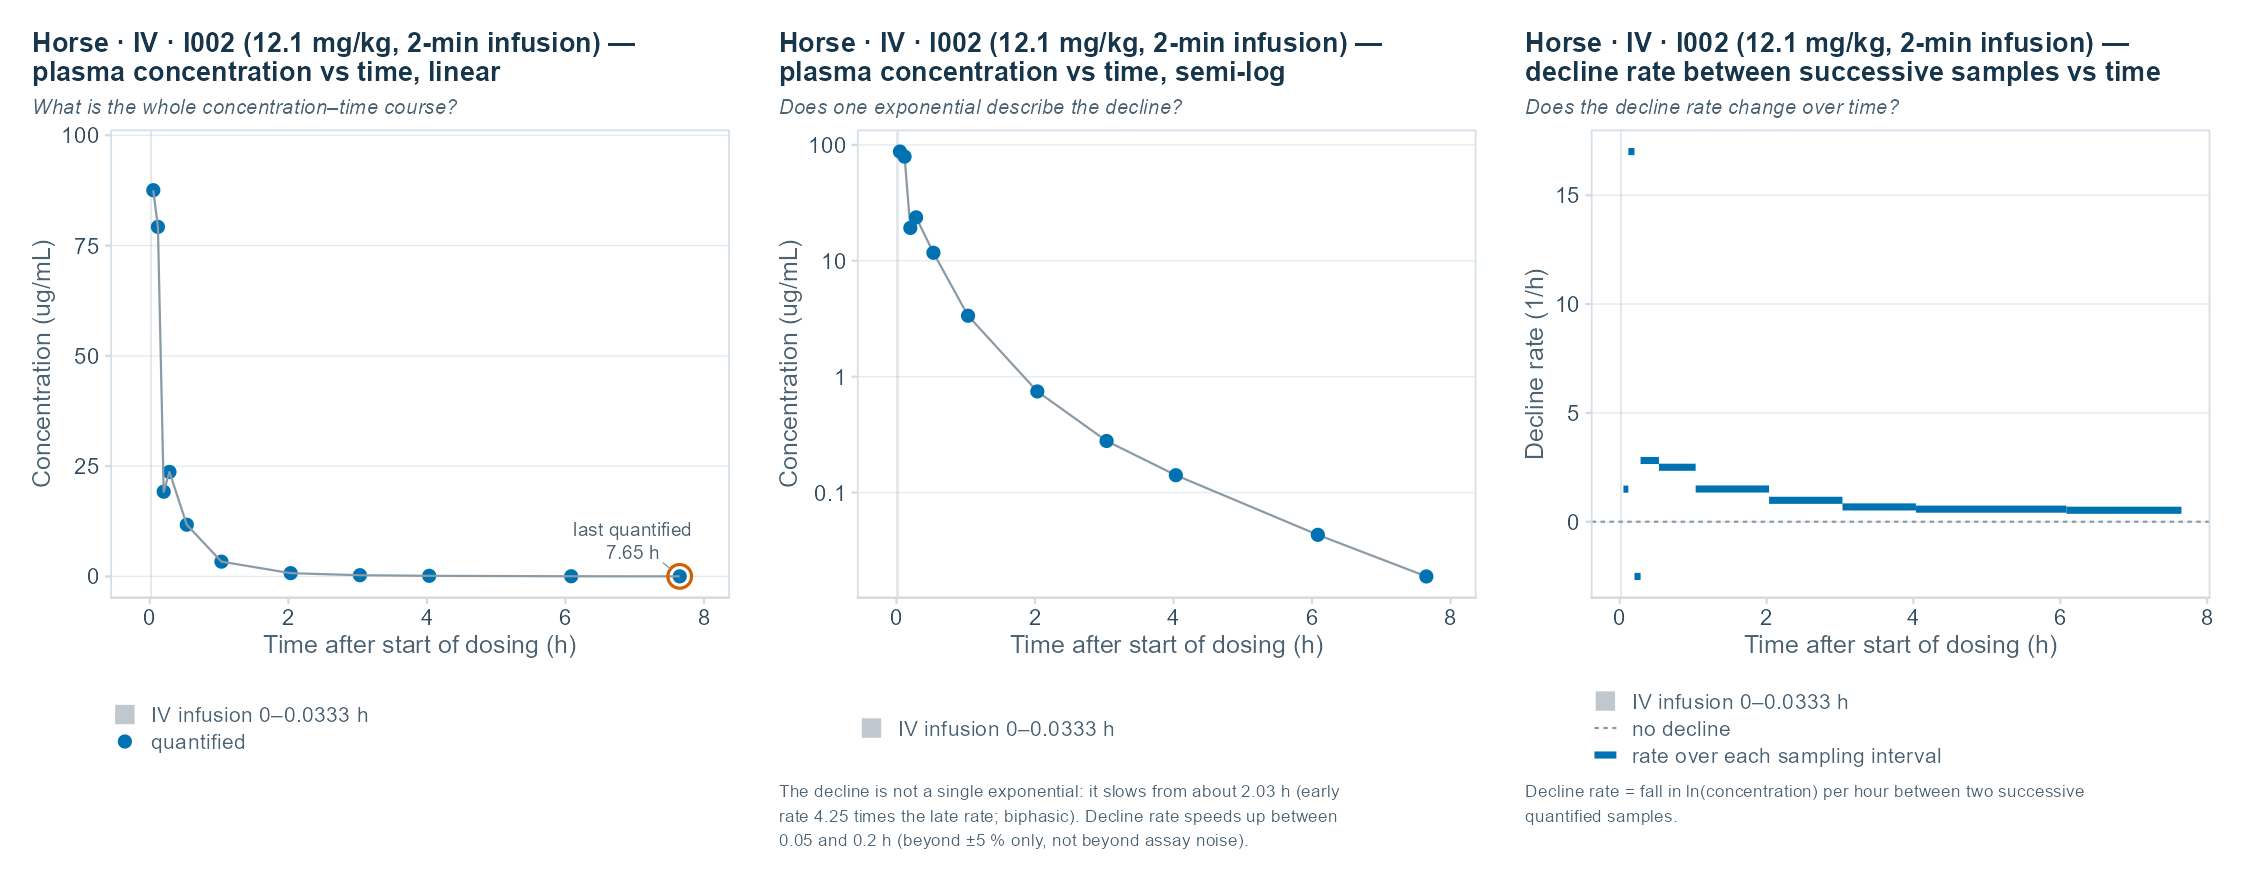 Horse · IV · I002 (12.1 mg/kg, 2-min infusion) —
plasma concentration vs time, linear
What is the whole concentration–time course?
100
75
50
25
0
Concentration (ug/mL)
last quantified
7.65 h
0 2 4 6 8
Time after start of dosing (h)
IV infusion 0–0.0333 h
quantified
Horse · IV · I002 (12.1 mg/kg, 2-min infusion) —
plasma concentration vs time, semi-log
Does one exponential describe the decline?
100
10
1
0.1
Concentration (ug/mL)
0 2 4 6 8
Time after start of dosing (h)
IV infusion 0–0.0333 h
The decline is not a single exponential: it slows from about 2.03 h (early
rate 4.25 times the late rate; biphasic). Decline rate speeds up between
0.05 and 0.2 h (beyond ±5 % only, not beyond assay noise).
Horse · IV · I002 (12.1 mg/kg, 2-min infusion) —
decline rate between successive samples vs time
Does the decline rate change over time?
15
10
5
0
Decline rate (1/h)
0 2 4 6 8
Time after start of dosing (h)
IV infusion 0–0.0333 h
no decline
rate over each sampling interval
Decline rate = fall in ln(concentration) per hour between two successive
quantified samples.